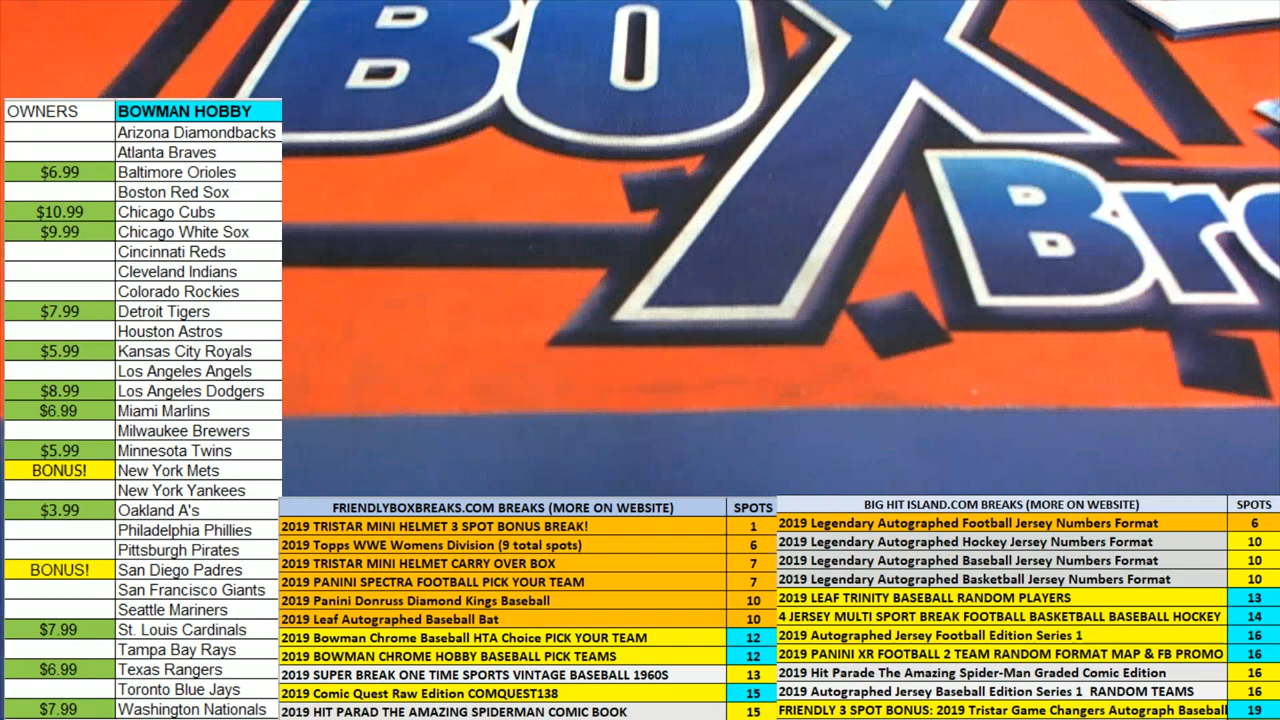 BOX
Bre
OWNERS BOWMAN HOBBY
Arizona Diamondbacks
Atlanta Braves
$6.99 Baltimore Orioles
Boston Red Sox
$10.99 Chicago Cubs
$9.99 Chicago White Sox
Cincinnati Reds
Cleveland Indians
Colorado Rockies
$7.99 Detroit Tigers
Houston Astros
$5.99 Kansas City Royals
Los Angeles Angels
$8.99 Los Angeles Dodgers
$6.99 Miami Marlins
Milwaukee Brewers
$5.99 Minnesota Twins
BONUS! New York Mets
New York Yankees
$3.99 Oakland A's
Philadelphia Phillies
Pittsburgh Pirates
BONUS! San Diego Padres
San Francisco Giants
Seattle Mariners
$7.99 St. Louis Cardinals
Tampa Bay Rays
$6.99 Texas Rangers
Toronto Blue Jays
$7.99 Washington Nationals
FRIENDLYBOXBREAKS.COM BREAKS (MORE ON WEBSITE) SPOTS
2019 TRISTAR MINI HELMET 3 SPOT BONUS BREAK! 1
2019 Topps WWE Womens Division (9 total spots) 6
2019 TRISTAR MINI HELMET CARRY OVER BOX 7
2019 PANINI SPECTRA FOOTBALL PICK YOUR TEAM 7
2019 Panini Donruss Diamond Kings Baseball 10
2019 Leaf Autographed Baseball Bat 10
2019 Bowman Chrome Baseball HTA Choice PICK YOUR TEAM 12
2019 BOWMAN CHROME HOBBY BASEBALL PICK TEAMS 12
2019 SUPER BREAK ONE TIME SPORTS VINTAGE BASEBALL 1960S 13
2019 Comic Quest Raw Edition COMQUEST138 15
2019 HIT PARAD THE AMAZING SPIDERMAN COMIC BOOK 15
BIG HIT ISLAND.COM BREAKS (MORE ON WEBSITE) SPOTS
2019 Legendary Autographed Football Jersey Numbers Format 6
2019 Legendary Autographed Hockey Jersey Numbers Format 10
2019 Legendary Autographed Baseball Jersey Numbers Format 10
2019 Legendary Autographed Basketball Jersey Numbers Format 10
2019 LEAF TRINITY BASEBALL RANDOM PLAYERS 13
4 JERSEY MULTI SPORT BREAK FOOTBALL BASKETBALL BASEBALL HOCKEY 14
2019 Autographed Jersey Football Edition Series 1 16
2019 PANINI XR FOOTBALL 2 TEAM RANDOM FORMAT MAP & FB PROMO 16
2019 Hit Parade The Amazing Spider-Man Graded Comic Edition 16
2019 Autographed Jersey Baseball Edition Series 1 RANDOM TEAMS 16
FRIENDLY 3 SPOT BONUS: 2019 Tristar Game Changers Autograph Baseball 19